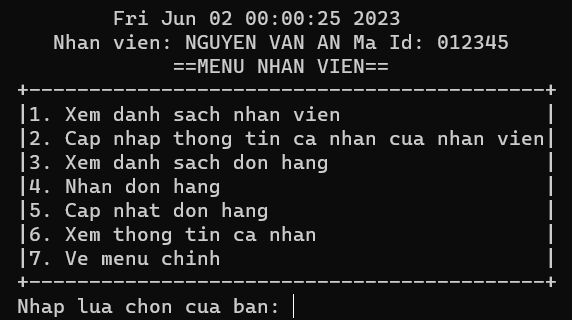 Fri Jun 02 00:00:25 2023
Nhan vien: NGUYEN VAN AN Ma Id: 012345
==MENU NHAN VIEN==
+-------------------------------------------+
|1. Xem danh sach nhan vien |
|2. Cap nhap thong tin ca nhan cua nhan vien|
|3. Xem danh sach don hang |
|4. Nhan don hang |
|5. Cap nhat don hang |
|6. Xem thong tin ca nhan |
|7. Ve menu chinh |
+-------------------------------------------+
Nhap lua chon cua ban: